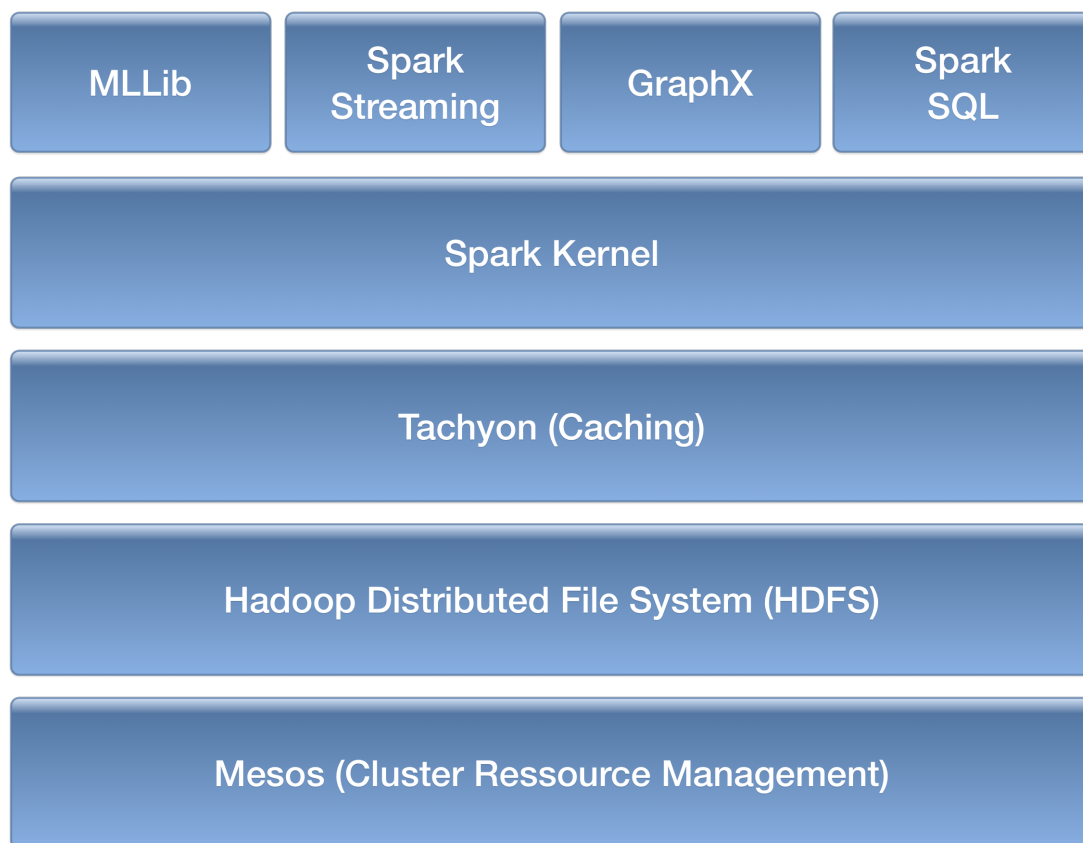 MLLib
Spark
Streaming
GraphX
Spark
SQL
Spark Kernel
Tachyon (Caching)
Hadoop Distributed File System (HDFS)
Mesos (Cluster Ressource Management)